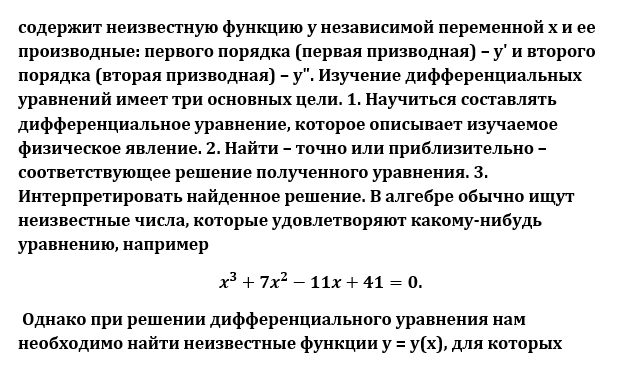 содержит неизвестную функцию y независимой переменной x и ее
производные: первого порядка (первая призводная) – y' и второго
порядка (вторая призводная) – y". Изучение дифференциальных
уравнений имеет три основных цели. 1. Научиться составлять
дифференциальное уравнение, которое описывает изучаемое
физическое явление. 2. Найти – точно или приблизительно –
соответствующее решение полученного уравнения. 3.
Интерпретировать найденное решение. В алгебре обычно ищут
неизвестные числа, которые удовлетворяют какому-нибудь
уравнению, например
x³ + 7x² − 11x + 41 = 0.
Однако при решении дифференциального уравнения нам
необходимо найти неизвестные функции y = y(x), для которых